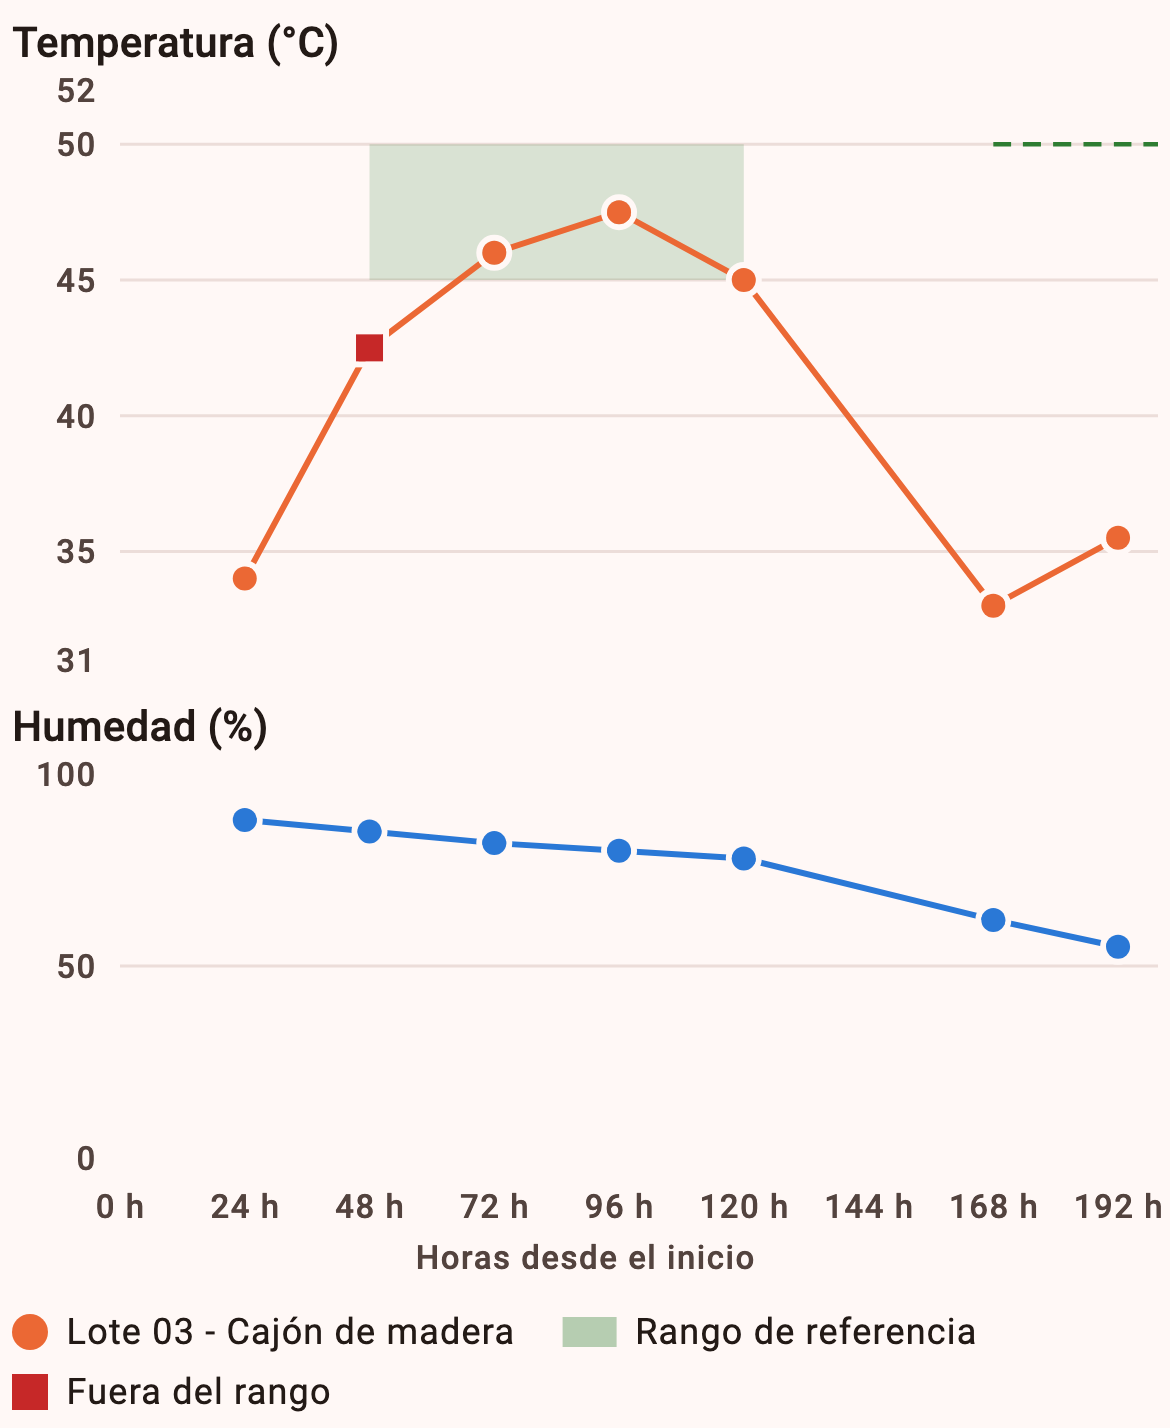 Temperatura (°C)
52
50
45
40
35
31
Humedad (%)
100
50
0
0 h 24 h 48 h 72 h 96 h 120 h 144 h 168 h 192 h
Horas desde el inicio
Lote 03 - Cajón de madera Rango de referencia
Fuera del rango